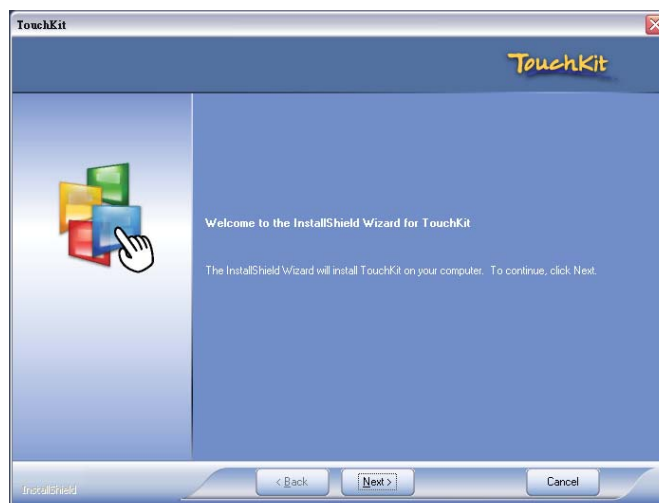 TouchKit
TouchKit
Welcome to the InstallShield Wizard for TouchKit
The InstallShield Wizard will install TouchKit on your computer. To continue, click Next.
InstallShield
< Back
Next >
Cancel